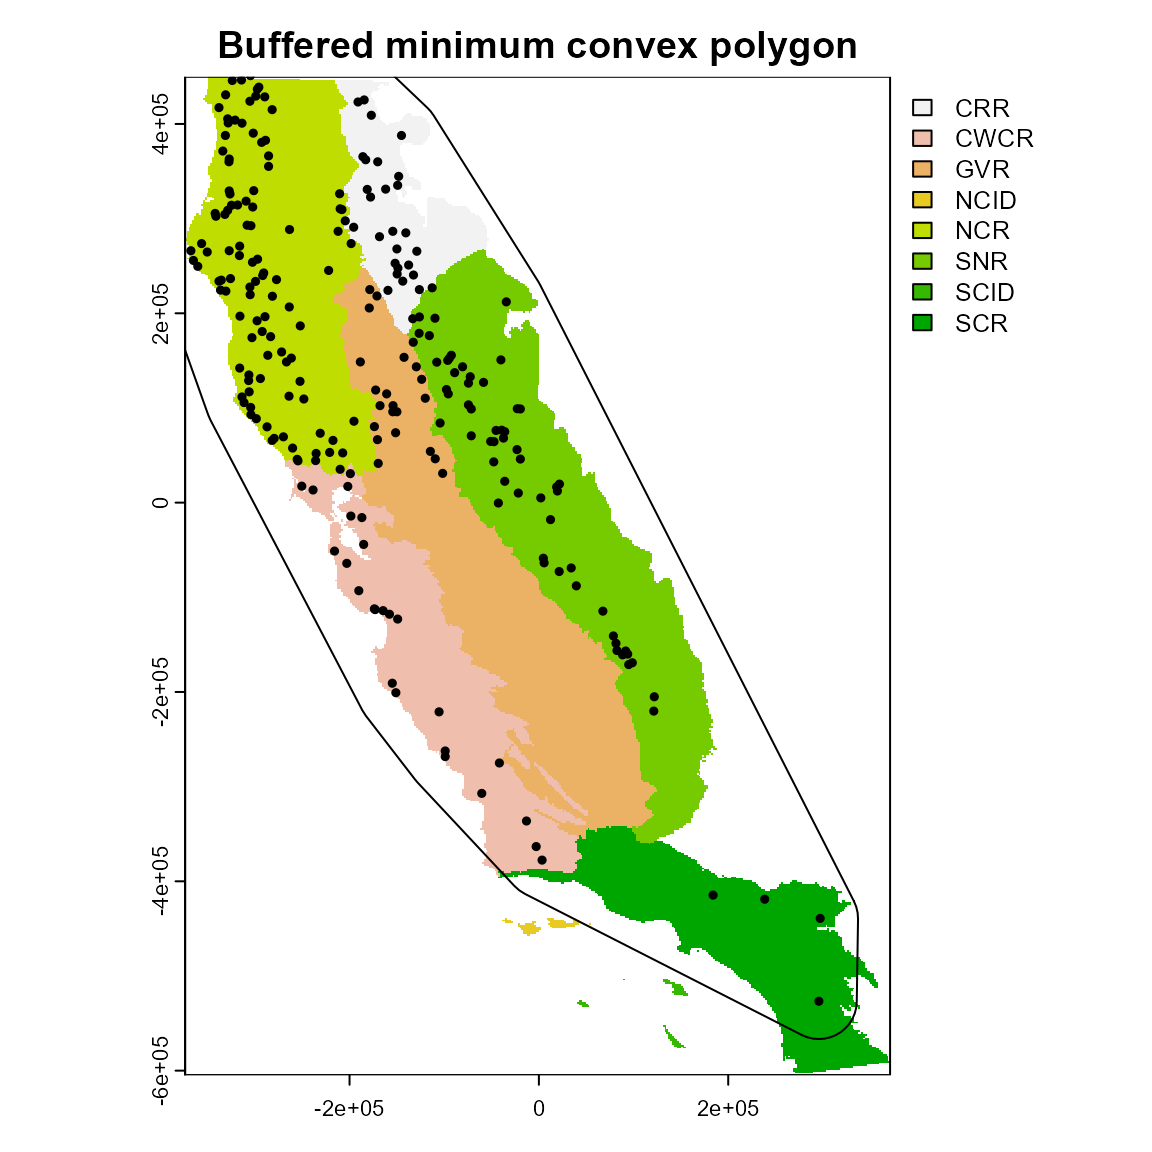 Buffered minimum convex polygon
4e+05
2e+05
0
-2e+05
-4e+05
-6e+05
-2e+05
0
2e+05
CRR
CWCR
GVR
NCID
NCR
SNR
SCID
SCR